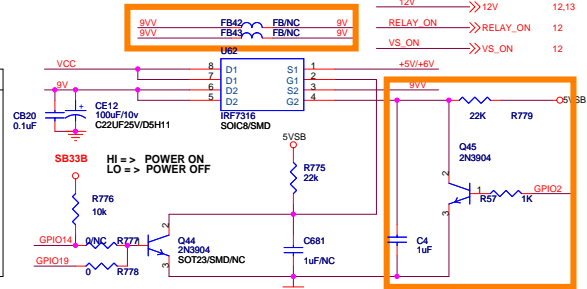 12V 12V 12,13
9VV FB42 FB/NC 9V
9VV FB43 FB/NC 9V
RELAY_ON RELAY_ON 12
VS_ON VS_ON 12
U62
VCC 8 D1 S1 1 +5V/+6V
7 D1 G1 2
9V 6 D2 S2 3 9VV
5 D2 G2 4
IRF7316
SOIC8/SMD
CB20
0.1uF
CE12
100uF/10v
C22UF25V/D5H11
22K R779 5VSB
5VSB
Q45
2N3904
SB33B HI => POWER ON
LO => POWER OFF
R775
22k
R776
10k
2 1 R57 1K GPIO2
3
GPIO14 0/NC R777
GPIO19 0 R778
2 1 3
Q44
2N3904
SOT23/SMD/NC
C681
1uF/NC
C4
1uF